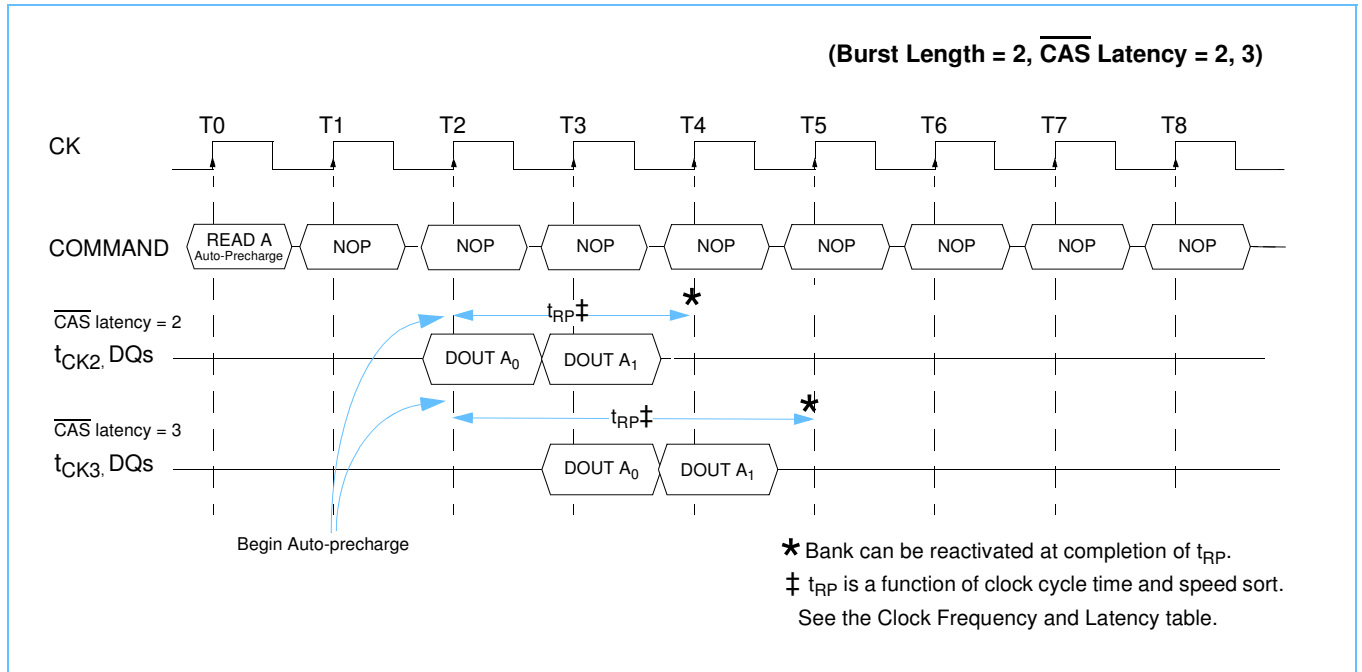 (Burst Length = 2, CAS Latency = 2, 3)
T0 T1 T2 T3 T4 T5 T6 T7 T8
CK
COMMAND
READ A
Auto-Precharge
NOP NOP NOP NOP NOP NOP NOP NOP
*
tRP‡
CAS latency = 2
tCK2, DQs
DOUT A0 DOUT A1
*
tRP‡
CAS latency = 3
tCK3, DQs
DOUT A0 DOUT A1
Begin Auto-precharge
* Bank can be reactivated at completion of tRP.
‡ tRP is a function of clock cycle time and speed sort.
See the Clock Frequency and Latency table.